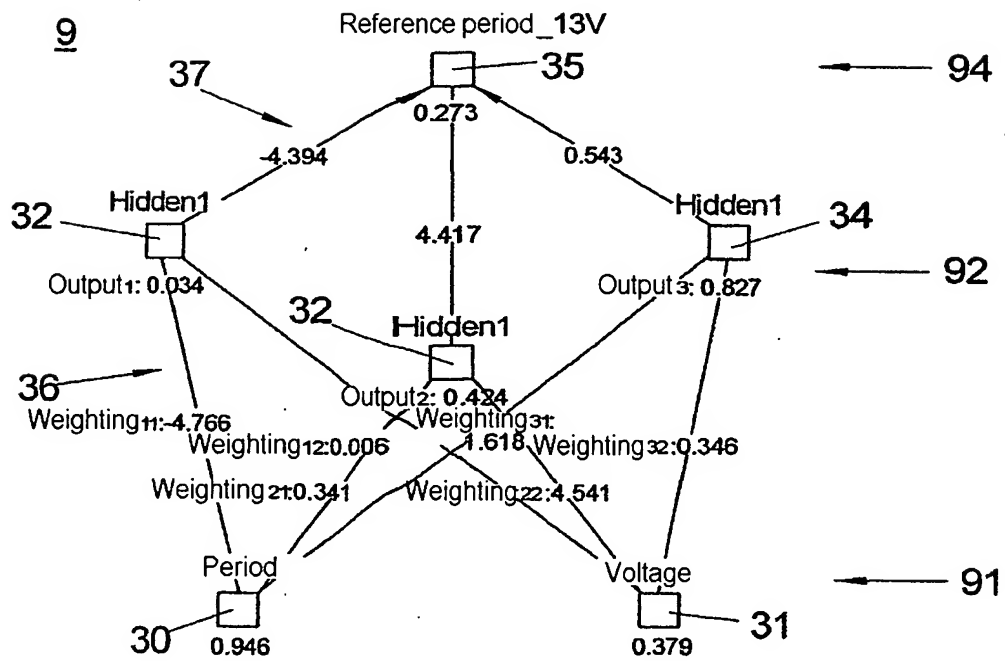 9
Reference period_13V
35
94
37
0.273
-4.394
0.543
Hidden1
Hidden1
32
34
4.417
92
Output1: 0.034
Output3: 0.827
32
Hidden1
36
Output2: 0.424
Weighting11:-4.766
Weighting31:
1.618
Weighting12:0.006
Weighting32:0.346
Weighting21:0.341
Weighting22:4.541
Period
Voltage
91
30
31
0.946
0.379